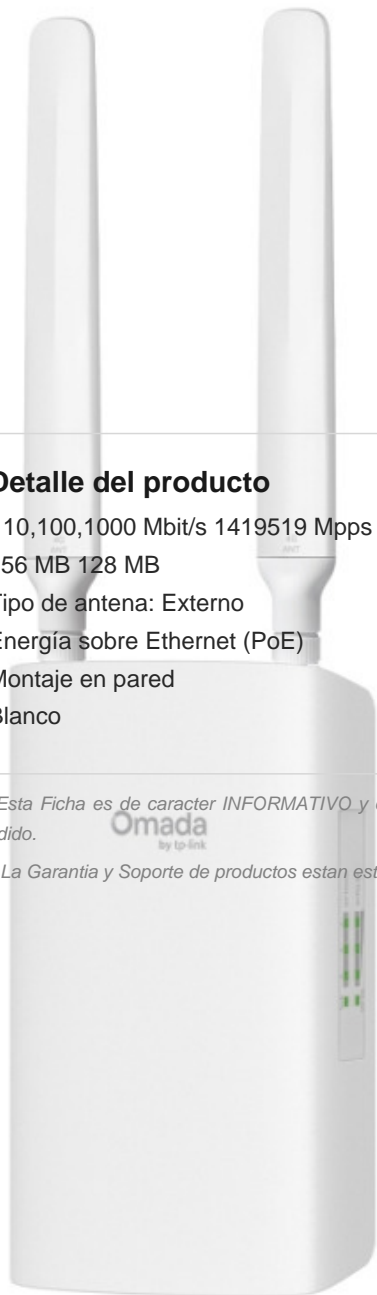 Detalle del producto
10,100,1000 Mbit/s 1419519 Mpps
56 MB 128 MB
Tipo de antena: Externo
Energía sobre Ethernet (PoE)
Montaje en pared
Blanco
Esta Ficha es de caracter INFORMATIVO y
dido.
La Garantia y Soporte de productos estan est
Omada
by tp-link
4G
ANT